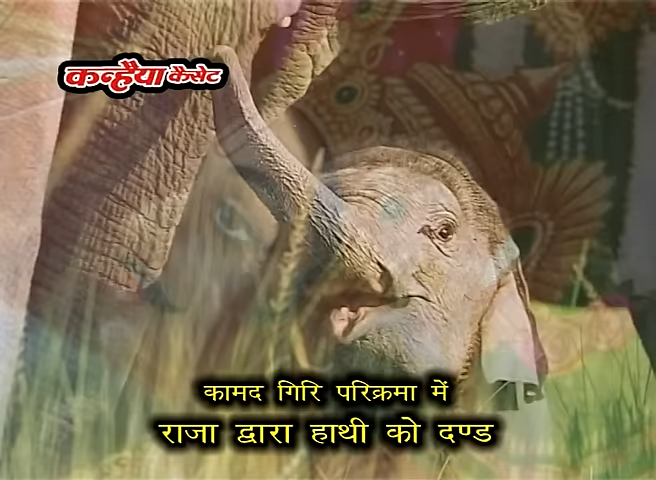 कन्हैया कैसेट
कामद गिरि परिक्रमा में
राजा द्वारा हाथी को दण्ड